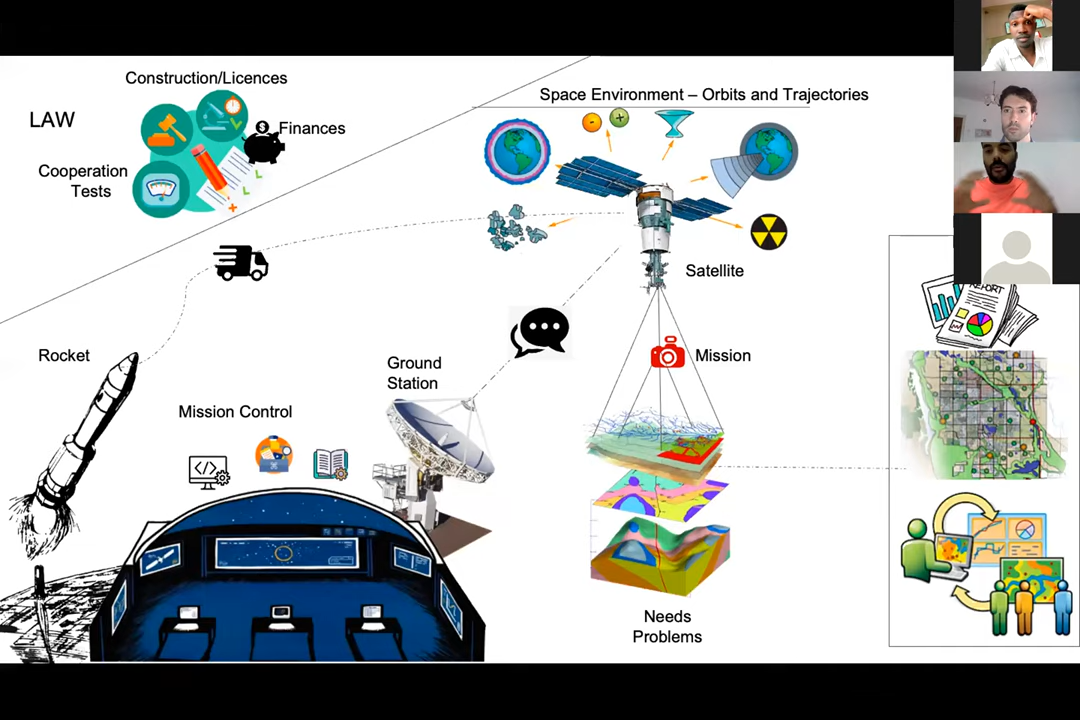 Construction/Licences
LAW
Finances
Cooperation
Tests
Space Environment – Orbits and Trajectories
Satellite
REPORT
Rocket
Ground
Station
Mission
Mission Control
</>
Needs
Problems